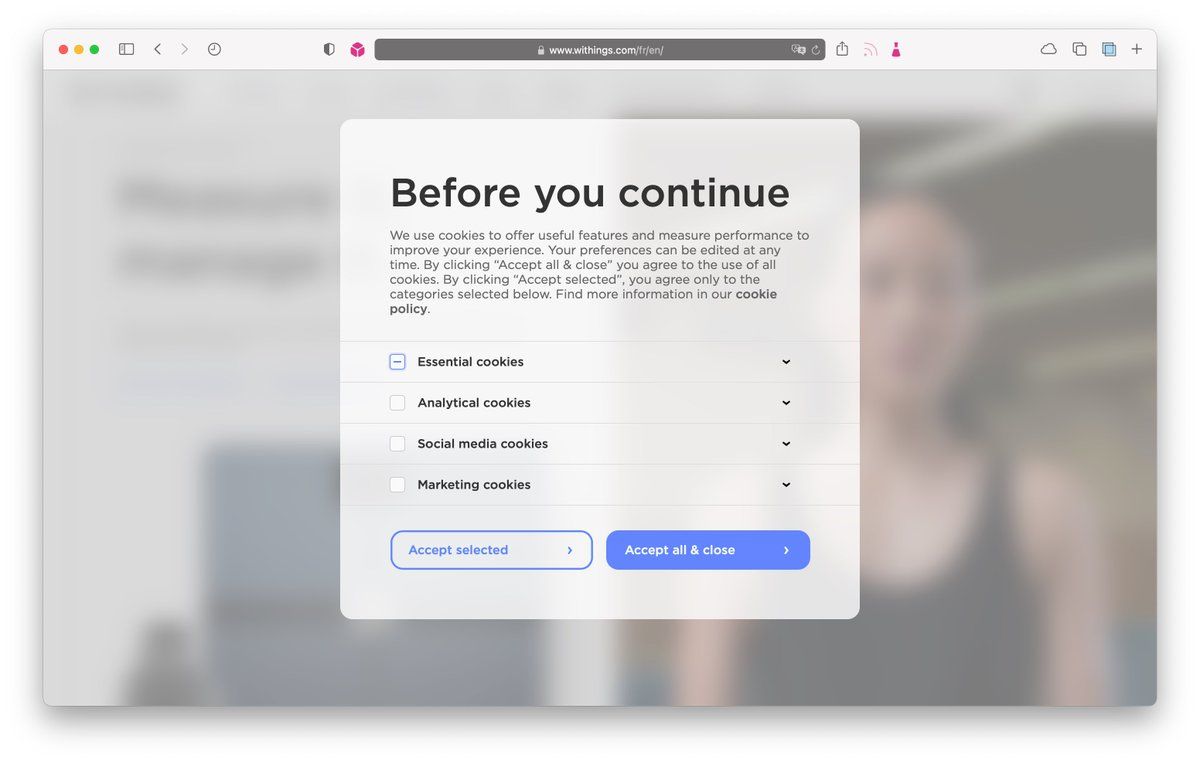 www.withings.com/fr/en/
Before you continue
We use cookies to offer useful features and measure performance to
improve your experience. Your preferences can be edited at any
time. By clicking “Accept all & close” you agree to the use of all
cookies. By clicking “Accept selected”, you agree only to the
categories selected below. Find more information in our cookie
policy.
Essential cookies
Analytical cookies
Social media cookies
Marketing cookies
Accept selected
Accept all & close